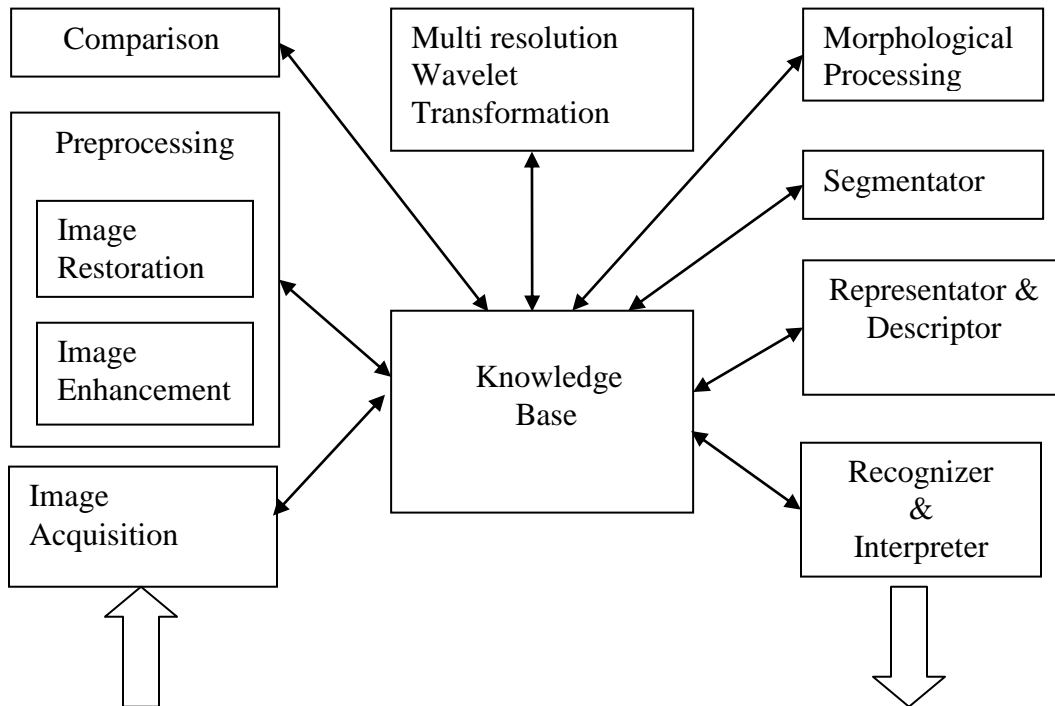 Comparison
Multi resolution
Wavelet
Transformation
Morphological
Processing
Preprocessing
Image
Restoration
Image
Enhancement
Segmentator
Representator &
Descriptor
Knowledge
Base
Image
Acquisition
Recognizer
&
Interpreter